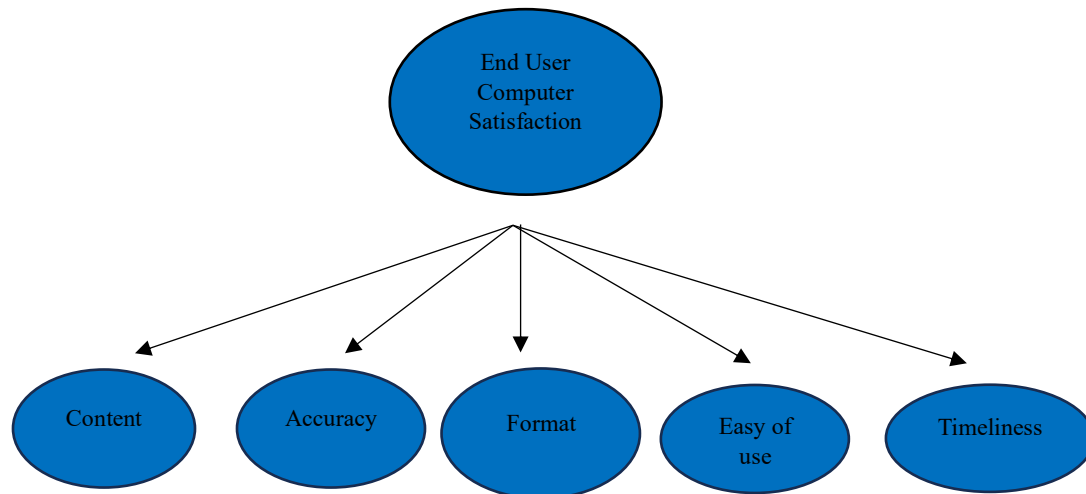 End User
Computer
Satisfaction
Content
Accuracy
Format
Easy of
use
Timeliness